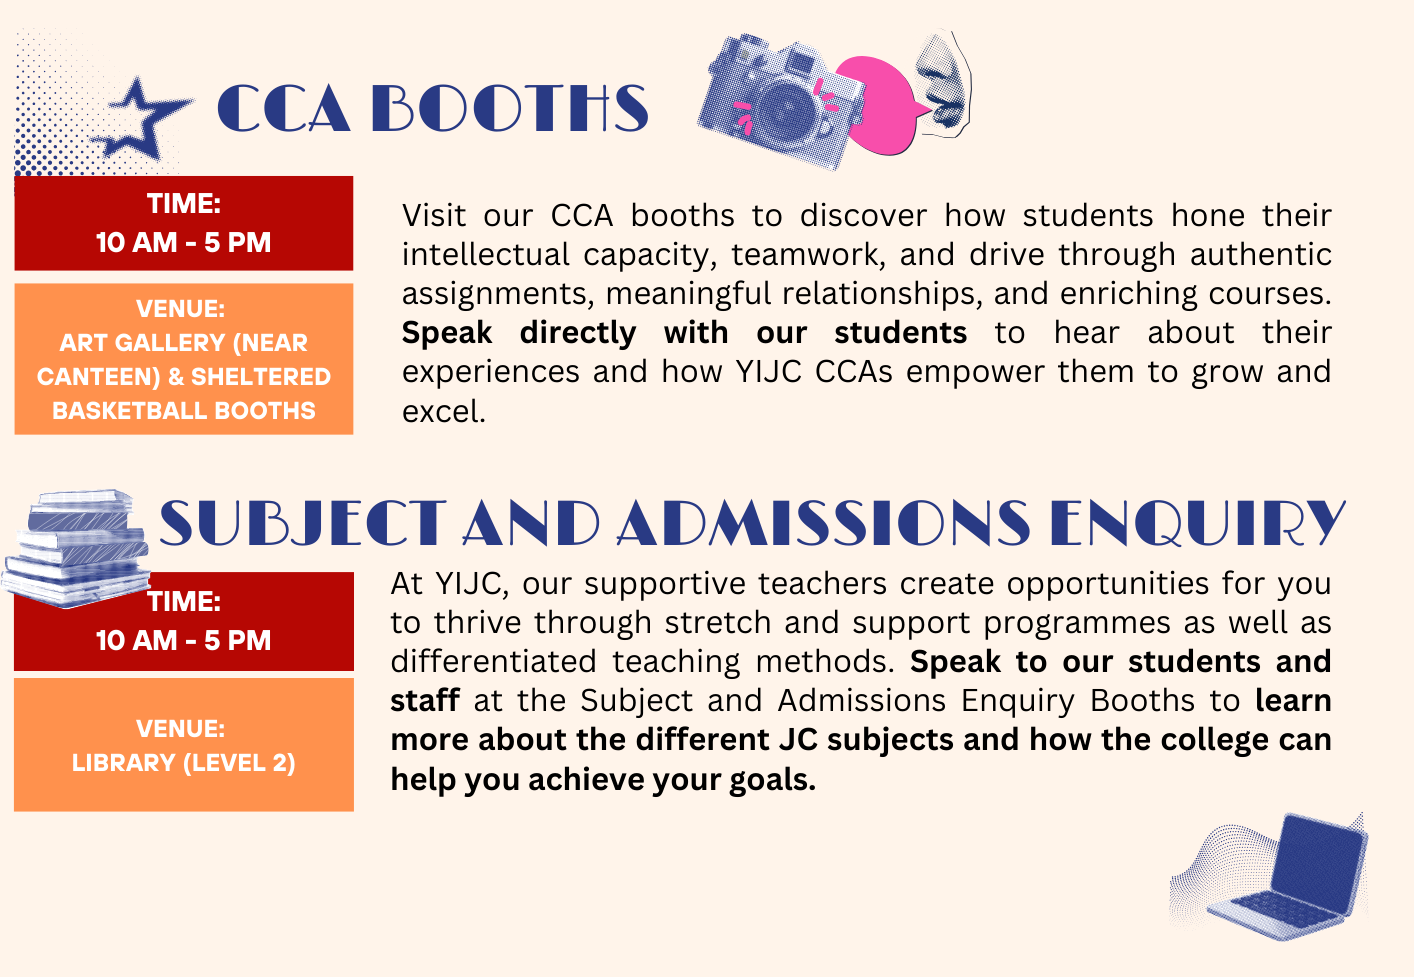 CCA BOOTHS
TIME:
10 AM - 5 PM
VENUE:
ART GALLERY (NEAR
CANTEEN) & SHELTERED
BASKETBALL BOOTHS
Visit our CCA booths to discover how students hone their
intellectual capacity, teamwork, and drive through authentic
assignments, meaningful relationships, and enriching courses.
Speak directly with our students to hear about their
experiences and how YIJC CCAs empower them to grow and
excel.
SUBJECT AND ADMISSIONS ENQUIRY
TIME:
10 AM - 5 PM
VENUE:
LIBRARY (LEVEL 2)
At YIJC, our supportive teachers create opportunities for you
to thrive through stretch and support programmes as well as
differentiated teaching methods. Speak to our students and
staff at the Subject and Admissions Enquiry Booths to learn
more about the different JC subjects and how the college can
help you achieve your goals.